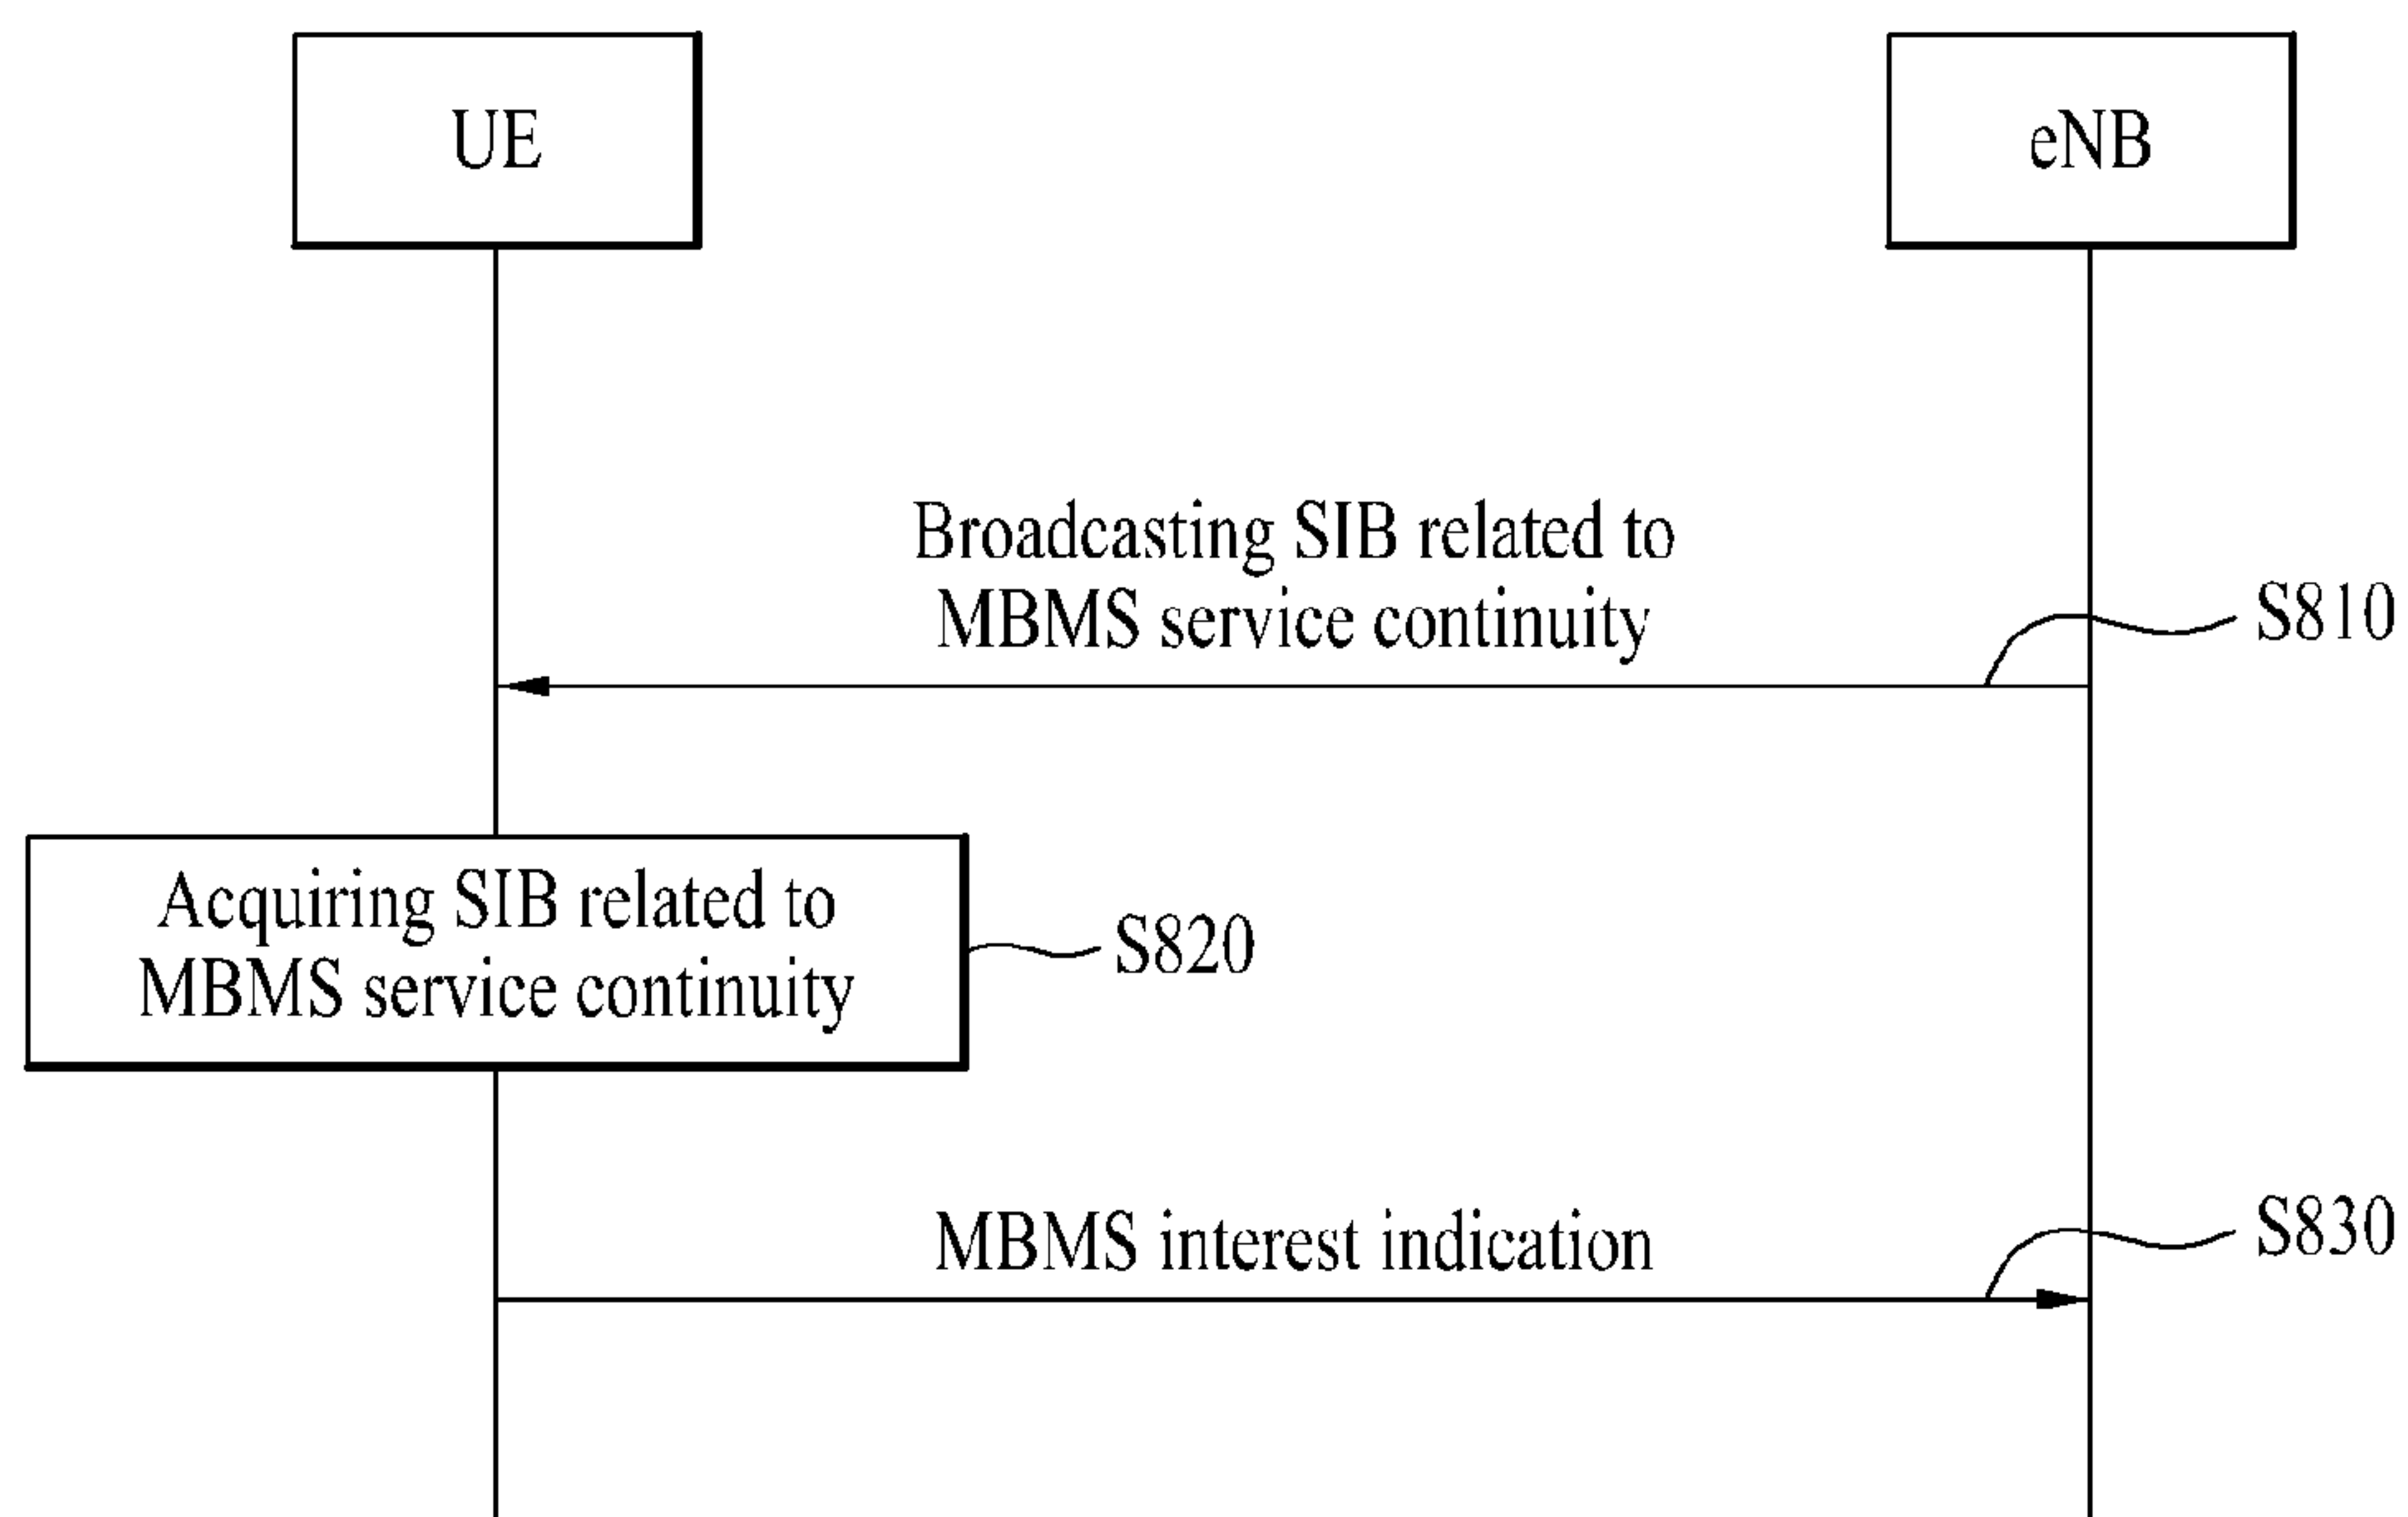 UE
eNB
Broadcasting SIB related to
MBMS service continuity
S810
Acquiring SIB related to
MBMS service continuity
S820
MBMS interest indication
S830